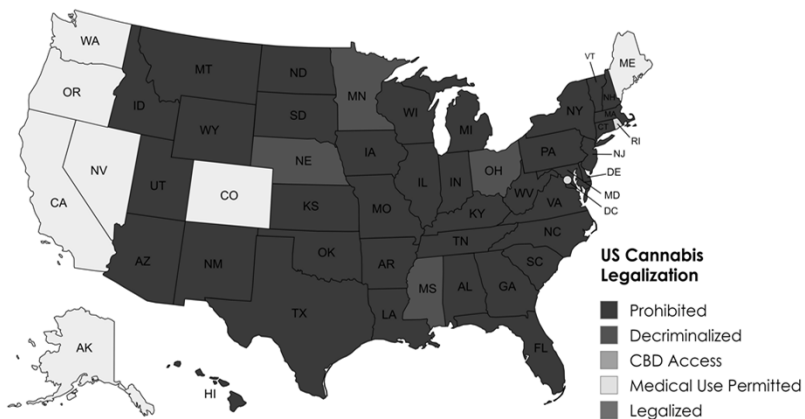 WA
MT
ND
OR
ID
MN
WY
SD
WI
MI
VT
ME
NH
NY
MA
CT
RI
NV
UT
CO
NE
IA
IL
IN
OH
PA
NJ
DE
MD
DC
CA
KS
MO
KY
WV
VA
AZ
NM
OK
AR
TN
NC
SC
TX
LA
MS
AL
GA
FL
AK
HI
US Cannabis
Legalization
Prohibited
Decriminalized
CBD Access
Medical Use Permitted
Legalized